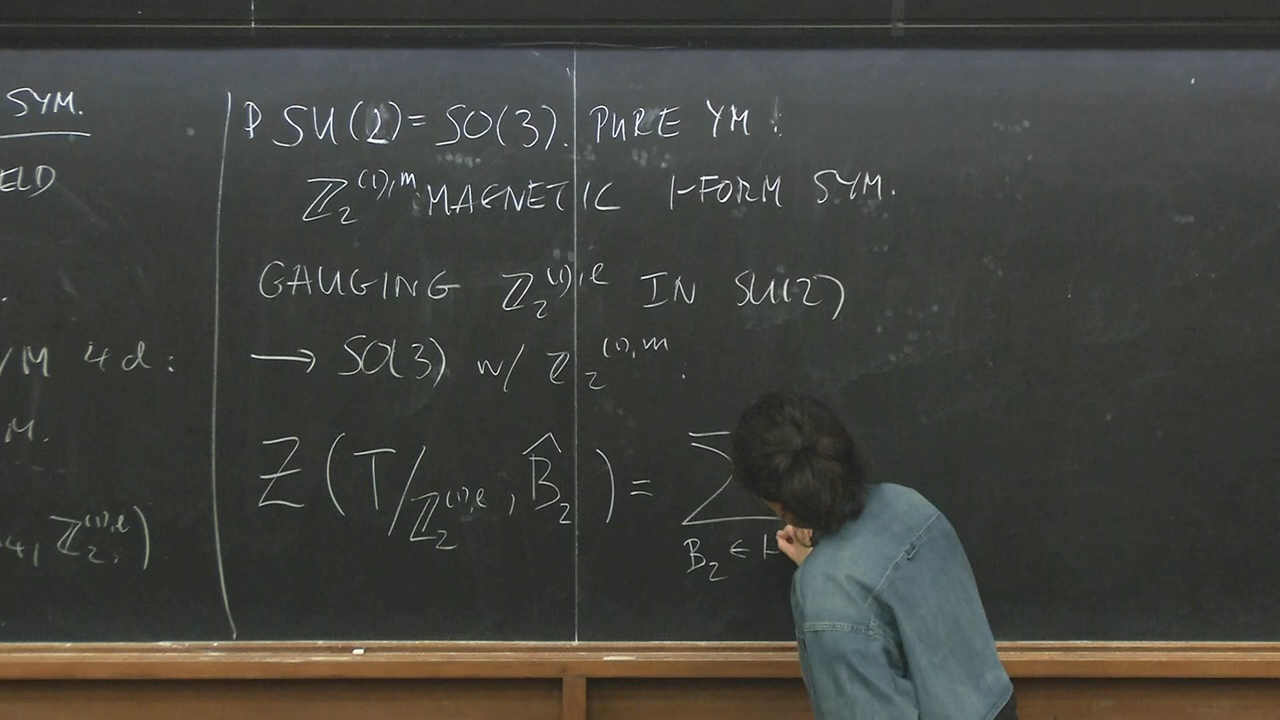 SYM.
ELD
YM 4d:
M.
4, ℤ₂^{(1),e})
PSU(2) = SO(3). PURE YM:
ℤ₂^{(1),m}: MAGNETIC 1-FORM SYM.
GAUGING ℤ₂^{(1),e} IN SU(2)
⟶ SO(3) w/ ℤ₂^{(1),m}.
Z(T/ℤ₂^{(1),e}, B̂₂) = ∑
B₂ ∈ H